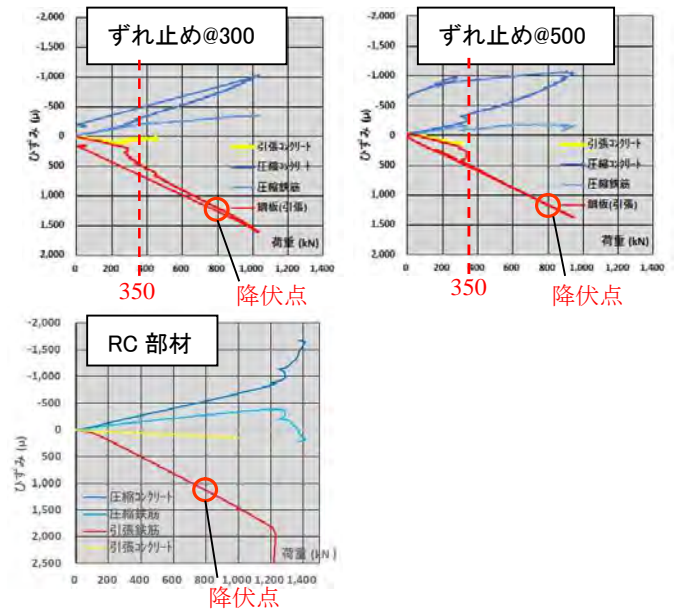 ずれ止め@300
-2,000
-1,500
-1,000
-500
0
500
1,000
1,500
2,000
ひずみ (μ)
引張コンクリート
圧縮コンクリート
圧縮鉄筋
鋼板(引張)
荷重 (kN)
0 200 400 600 800 1,000 1,200 1,400
350
降伏点
ずれ止め@500
-2,000
-1,500
-1,000
-500
0
500
1,000
1,500
2,000
ひずみ (μ)
引張コンクリート
圧縮コンクリート
圧縮鉄筋
鋼板(引張)
荷重 (kN)
0 200 400 600 800 1,000 1,200 1,400
350
降伏点
RC 部材
-2,000
-1,500
-1,000
-500
0
500
1,000
1,500
2,000
2,500
ひずみ (μ)
圧縮コンクリート
圧縮鉄筋
引張鉄筋
引張コンクリート
荷重 (kN)
0 200 400 600 800 1,000 1,200 1,400
降伏点